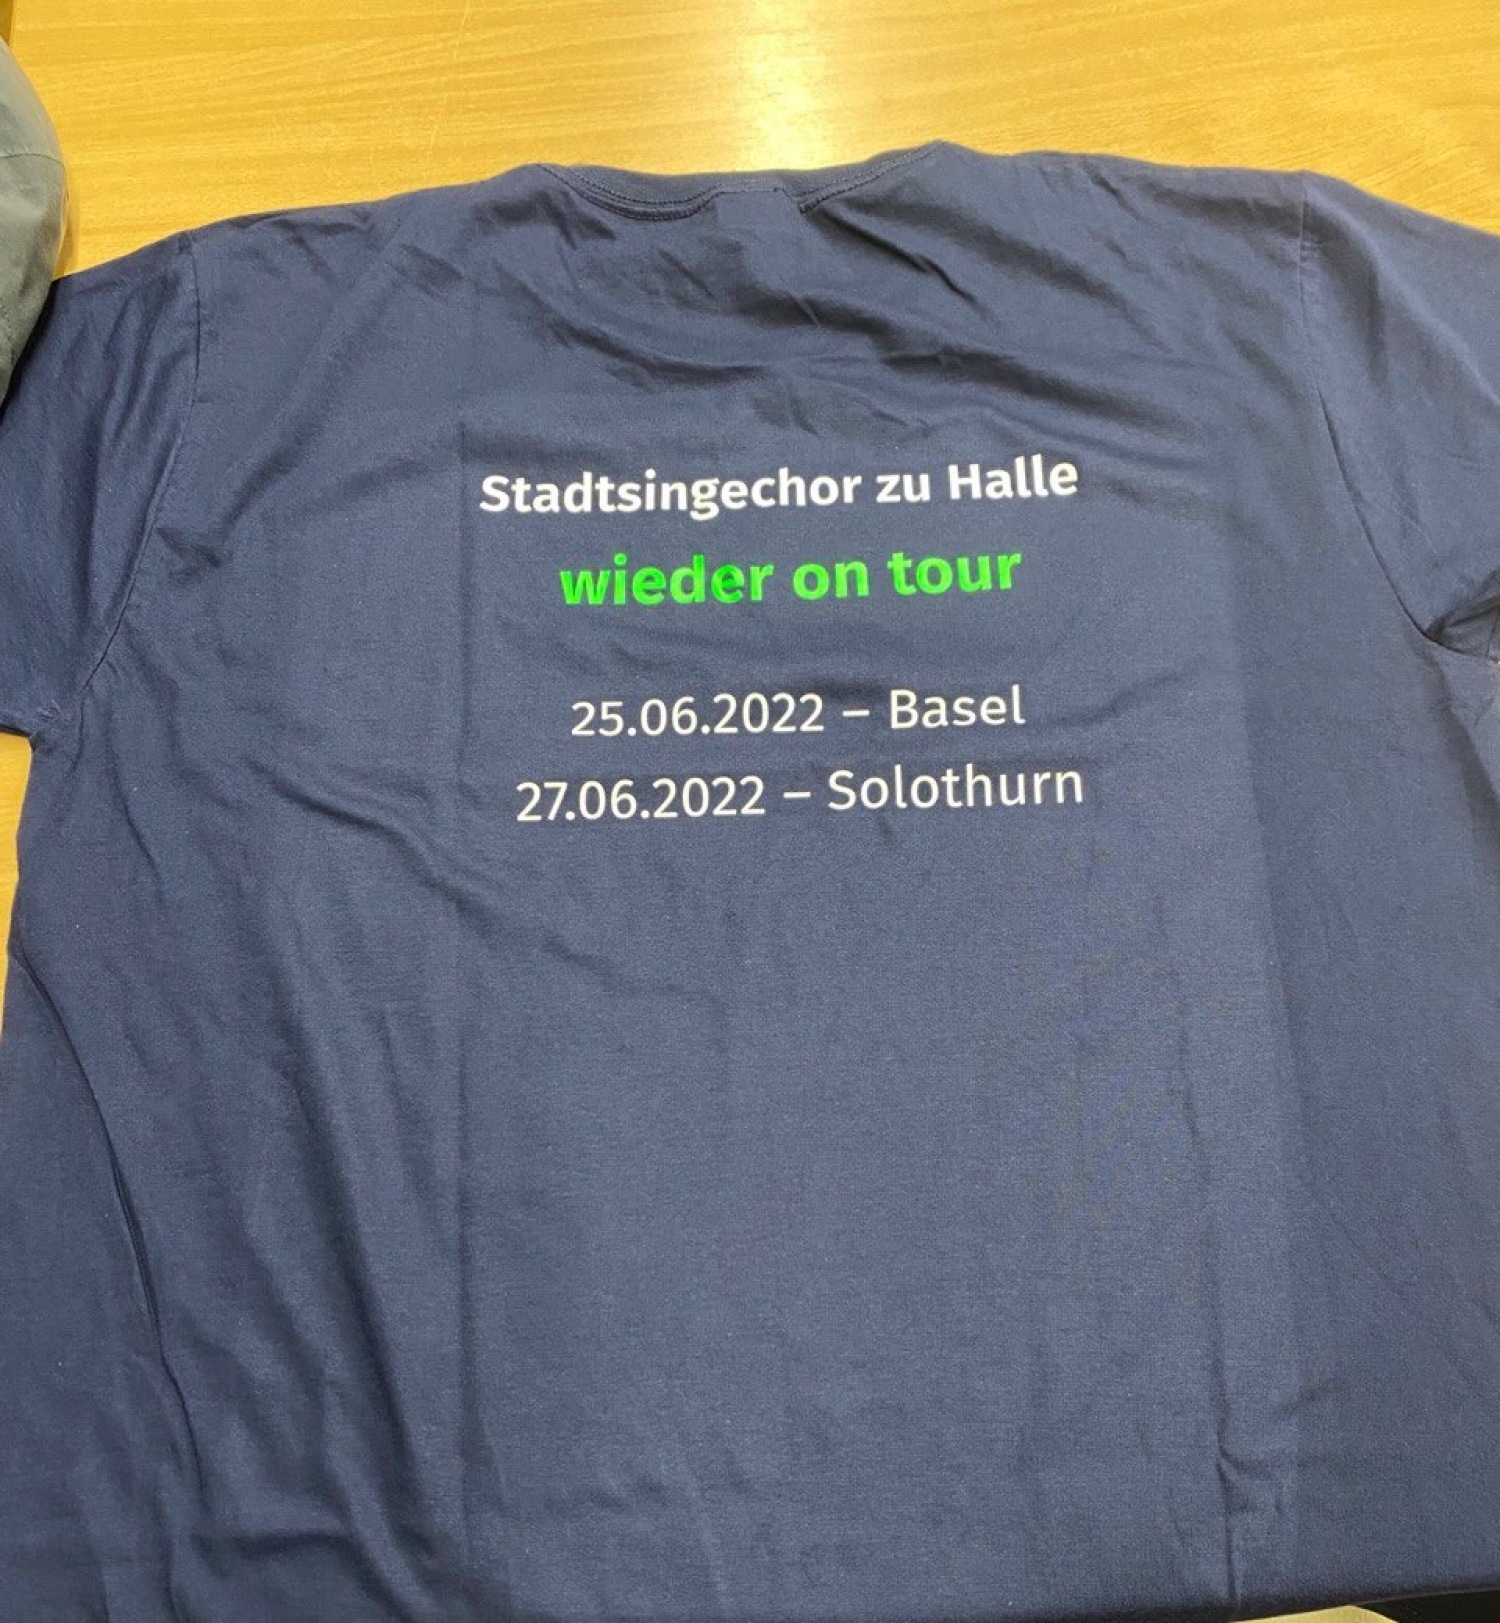 Stadtsingechor zu Halle
wieder on tour
25.06.2022 – Basel
27.06.2022 – Solothurn